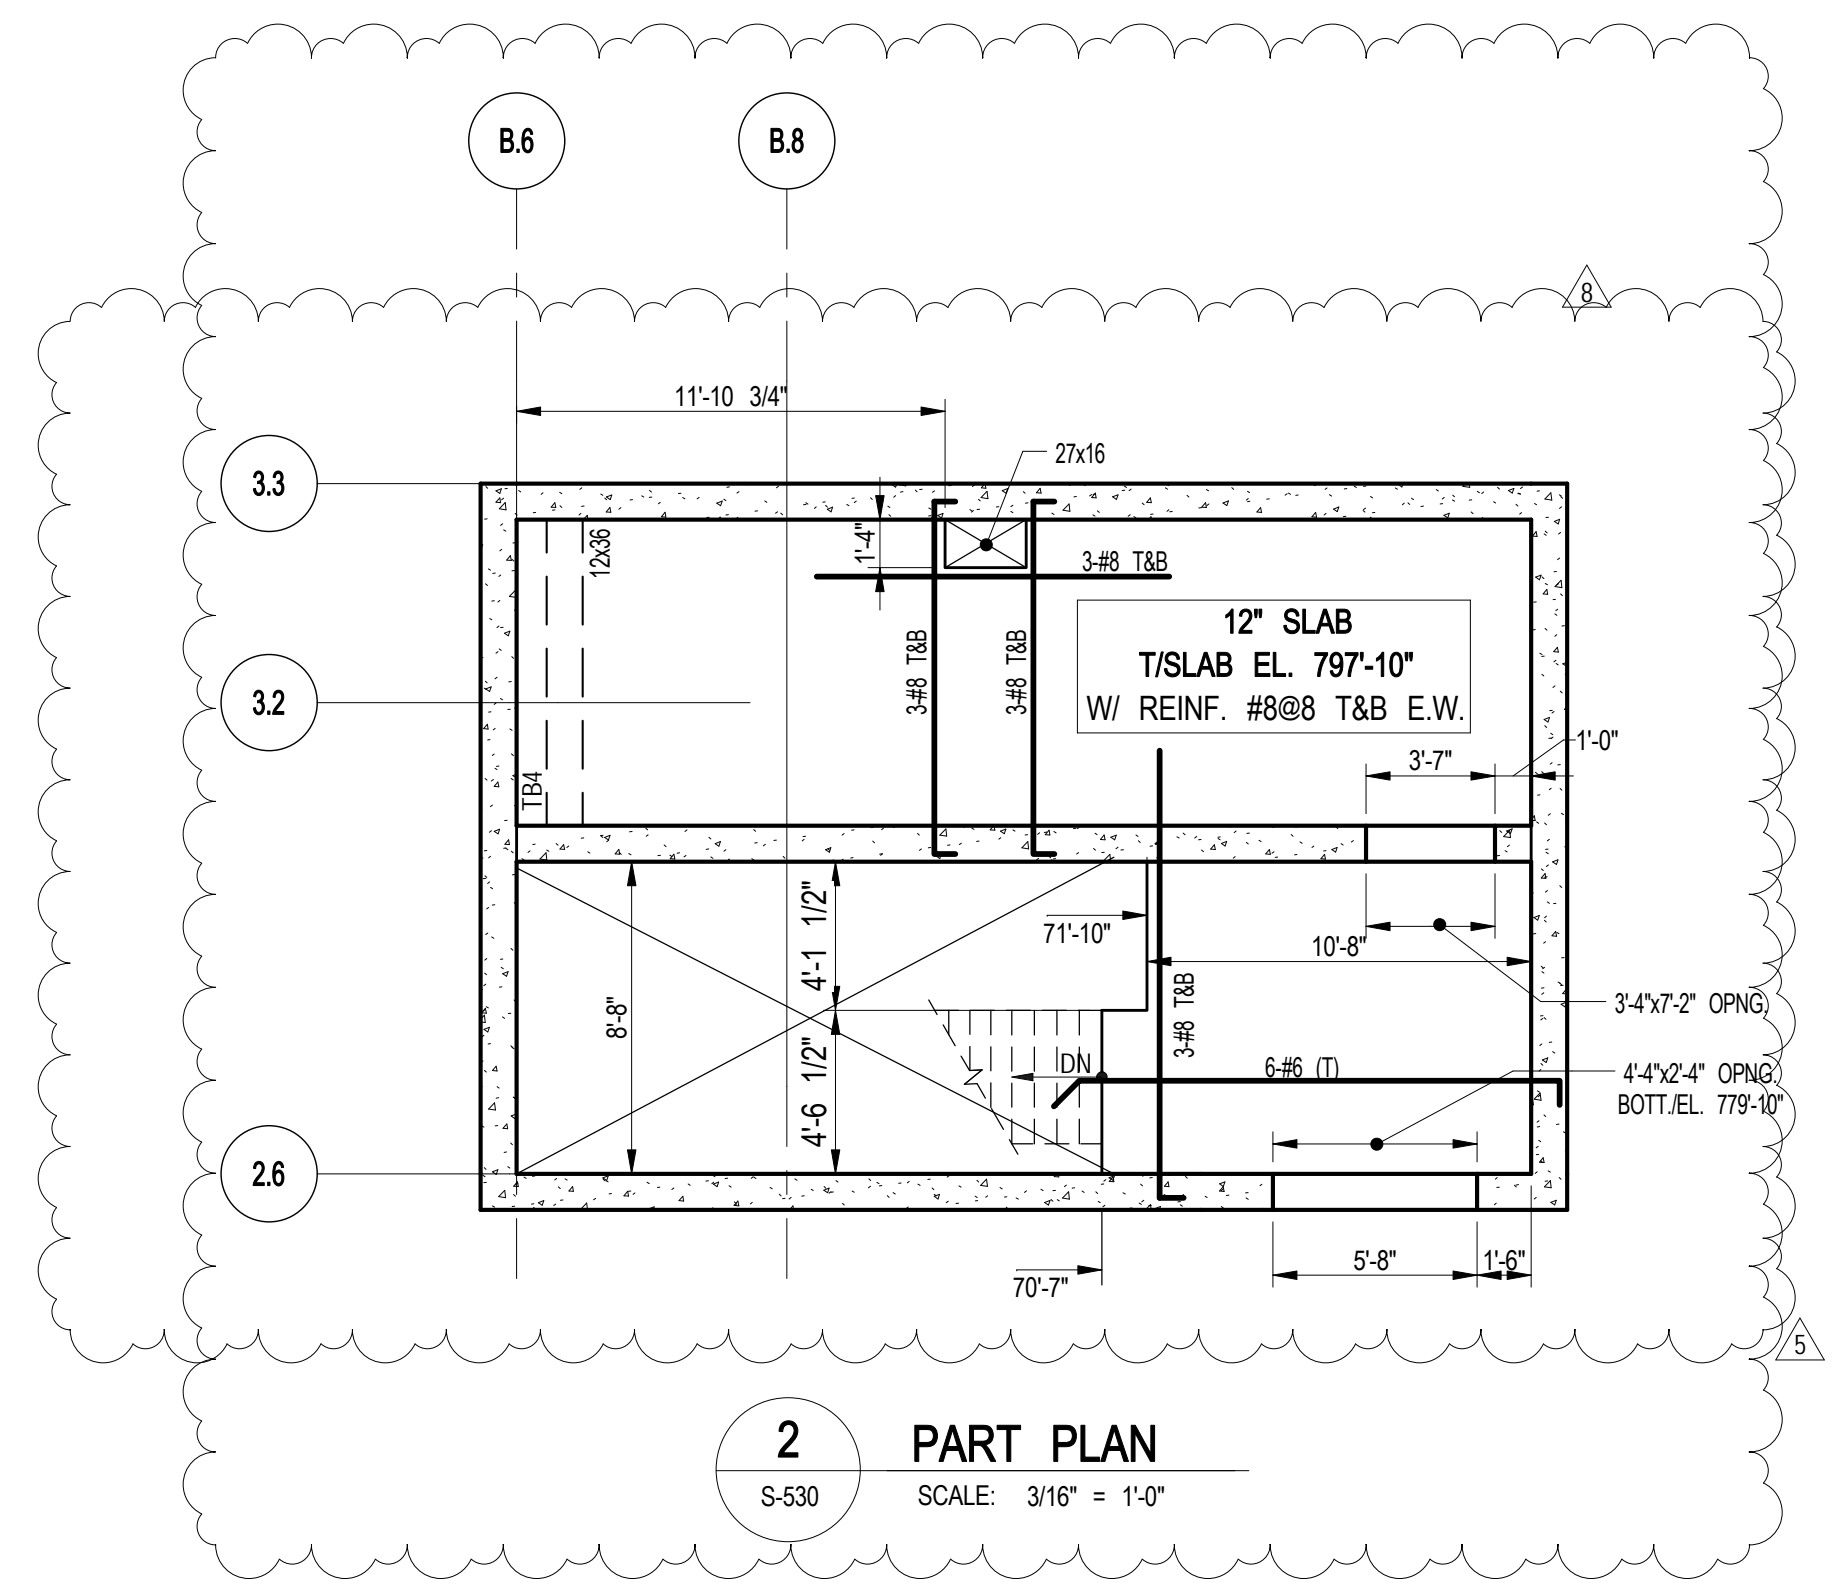 B.6
B.8
8
11'-10 3/4"
27x16
3.3
12x36
1'-4"
3-#8 T&B
12" SLAB
T/SLAB EL. 797'-10"
W/ REINF. #8@8 T&B E.W.
3-#8 T&B
3-#8 T&B
3.2
1'-0"
3'-7"
TB4
4'-1 1/2"
71'-10"
10'-8"
8'-8"
3-#8 T&B
3'-4"x7'-2" OPNG.
4'-6 1/2"
DN
6-#6 (T)
4'-4"x2'-4" OPNG.
BOTT./EL. 779'-10"
2.6
5'-8"
1'-6"
70'-7"
5
2
PART PLAN
S-530
SCALE: 3/16" = 1'-0"